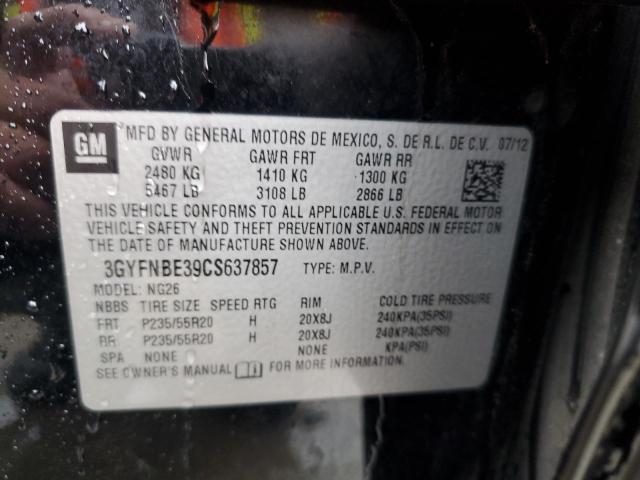 GM
MFD BY GENERAL MOTORS DE MEXICO, S. DE R.L. DE C.V. 07/12
GVWR GAWR FRT GAWR RR
2480 KG 1410 KG 1300 KG
5467 LB 3108 LB 2866 LB
THIS VEHICLE CONFORMS TO ALL APPLICABLE U.S. FEDERAL MOTOR
VEHICLE SAFETY AND THEFT PREVENTION STANDARDS IN EFFECT ON
THE DATE OF MANUFACTURE SHOWN ABOVE.
3GYFNBE39CS637857 TYPE: M.P.V.
MODEL: NG26
NBBS TIRE SIZE SPEED RTG RIM COLD TIRE PRESSURE
FRT P235/55R20 H 20X8J 240KPA(35PSI)
RR P235/55R20 H 20X8J 240KPA(35PSI)
SPA NONE NONE KPA(PSI)
SEE OWNER'S MANUAL FOR MORE INFORMATION.